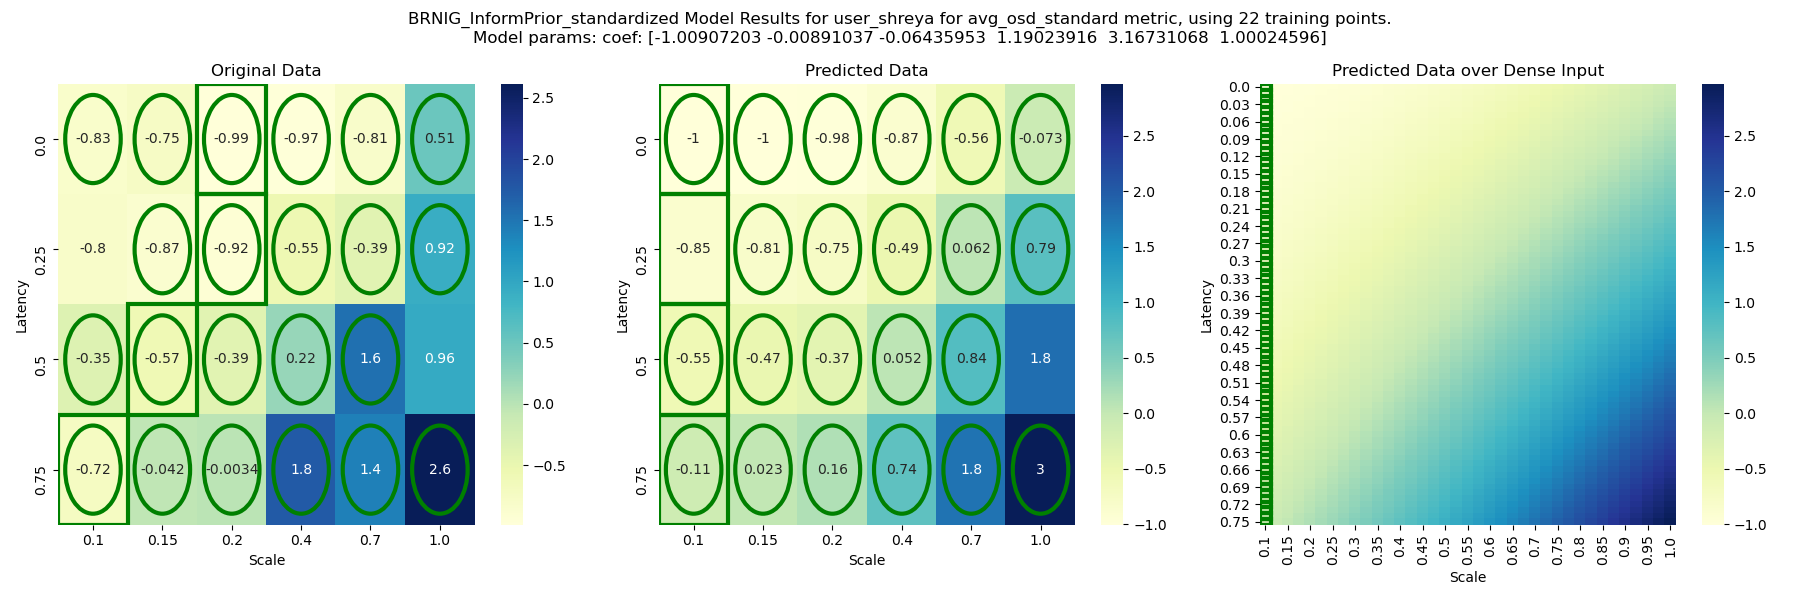 BRNIG_InformPrior_standardized Model Results for user_shreya for avg_osd_standard metric, using 22 training points.
Model params: coef: [-1.00907203 -0.00891037 -0.06435953  1.19023916  3.16731068  1.00024596]
Original Data
Latency
0.0
-0.83 -0.75 -0.99 -0.97 -0.81 0.51
0.25
-0.8 -0.87 -0.92 -0.55 -0.39 0.92
0.5
-0.35 -0.57 -0.39 0.22 1.6 0.96
0.75
-0.72 -0.042 -0.0034 1.8 1.4 2.6
0.1 0.15 0.2 0.4 0.7 1.0
Scale
2.5
2.0
1.5
1.0
0.5
0.0
−0.5
Predicted Data
Latency
0.0
-1 -1 -0.98 -0.87 -0.56 -0.073
0.25
-0.85 -0.81 -0.75 -0.49 0.062 0.79
0.5
-0.55 -0.47 -0.37 0.052 0.84 1.8
0.75
-0.11 0.023 0.16 0.74 1.8 3
0.1 0.15 0.2 0.4 0.7 1.0
Scale
2.5
2.0
1.5
1.0
0.5
0.0
−0.5
−1.0
Predicted Data over Dense Input
Latency
0.0
0.03
0.06
0.09
0.12
0.15
0.18
0.21
0.24
0.27
0.3
0.33
0.36
0.39
0.42
0.45
0.48
0.51
0.54
0.57
0.6
0.63
0.66
0.69
0.72
0.75
0.1 0.15 0.2 0.25 0.3 0.35 0.4 0.45 0.5 0.55 0.6 0.65 0.7 0.75 0.8 0.85 0.9 0.95 1.0
Scale
2.5
2.0
1.5
1.0
0.5
0.0
−0.5
−1.0